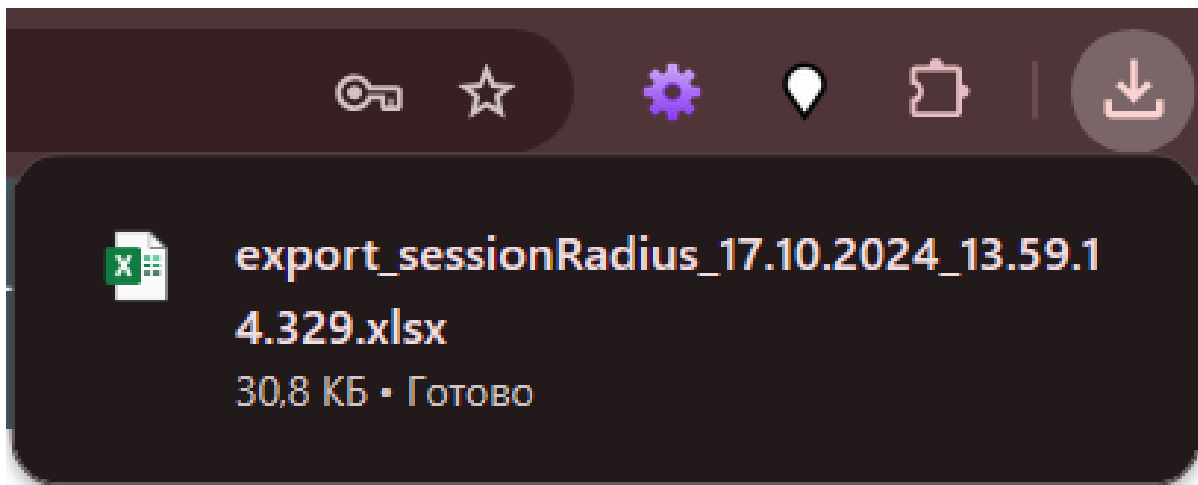 export_sessionRadius_17.10.2024_13.59.1
4.329.xlsx
30,8 КБ • Готово